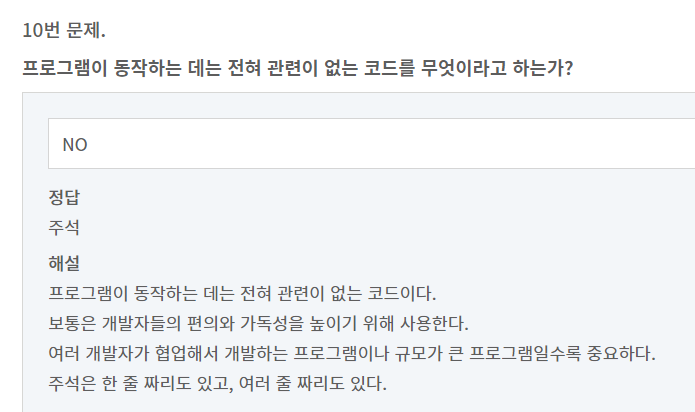 10번 문제.
프로그램이 동작하는 데는 전혀 관련이 없는 코드를 무엇이라고 하는가?
NO
정답
주석
해설
프로그램이 동작하는 데는 전혀 관련이 없는 코드이다.
보통은 개발자들의 편의와 가독성을 높이기 위해 사용한다.
여러 개발자가 협업해서 개발하는 프로그램이나 규모가 큰 프로그램일수록 중요하다.
주석은 한 줄 짜리도 있고, 여러 줄 짜리도 있다.